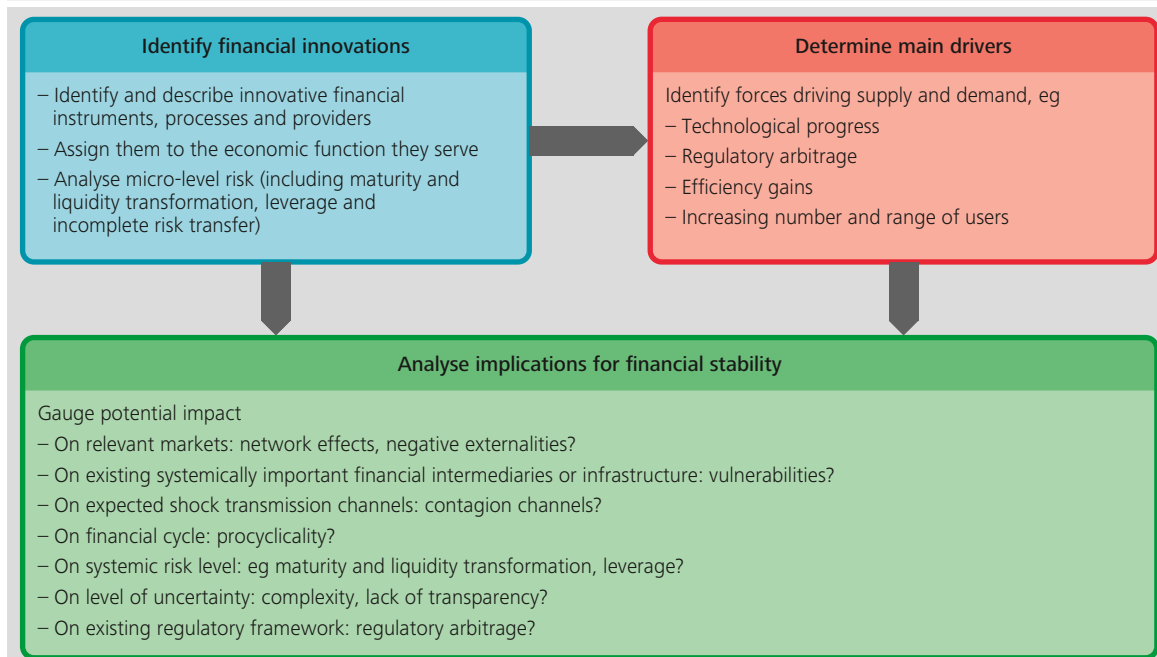 Identify financial innovations
– Identify and describe innovative financial
instruments, processes and providers
– Assign them to the economic function they serve
– Analyse micro-level risk (including maturity and
liquidity transformation, leverage and
incomplete risk transfer)
Determine main drivers
Identify forces driving supply and demand, eg
– Technological progress
– Regulatory arbitrage
– Efficiency gains
– Increasing number and range of users
Analyse implications for financial stability
Gauge potential impact
– On relevant markets: network effects, negative externalities?
– On existing systemically important financial intermediaries or infrastructure: vulnerabilities?
– On expected shock transmission channels: contagion channels?
– On financial cycle: procyclicality?
– On systemic risk level: eg maturity and liquidity transformation, leverage?
– On level of uncertainty: complexity, lack of transparency?
– On existing regulatory framework: regulatory arbitrage?